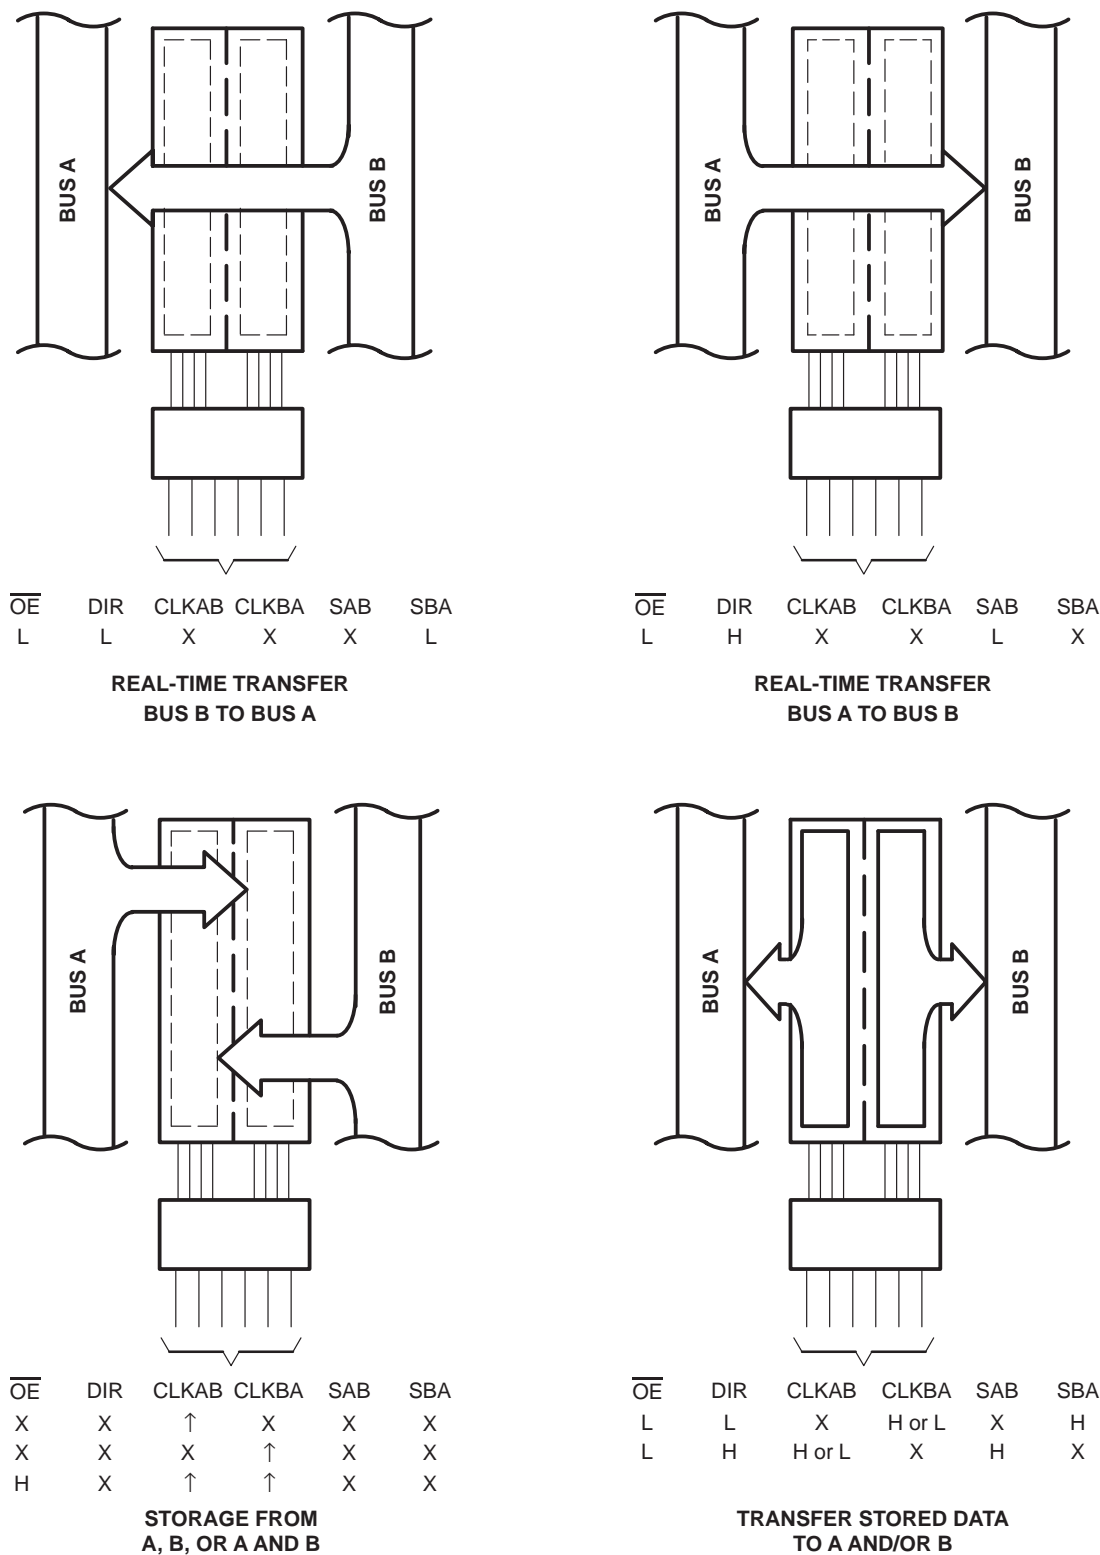 BUS A
BUS B
OE DIR CLKAB CLKBA SAB SBA
L L X X X L
REAL-TIME TRANSFER
BUS B TO BUS A
BUS A
BUS B
OE DIR CLKAB CLKBA SAB SBA
L H X X L X
REAL-TIME TRANSFER
BUS A TO BUS B
BUS A
BUS B
OE DIR CLKAB CLKBA SAB SBA
X X ↑ X X X
X X X ↑ X X
H X ↑ ↑ X X
STORAGE FROM
A, B, OR A AND B
BUS A
BUS B
OE DIR CLKAB CLKBA SAB SBA
L L X H or L X H
L H H or L X H X
TRANSFER STORED DATA
TO A AND/OR B